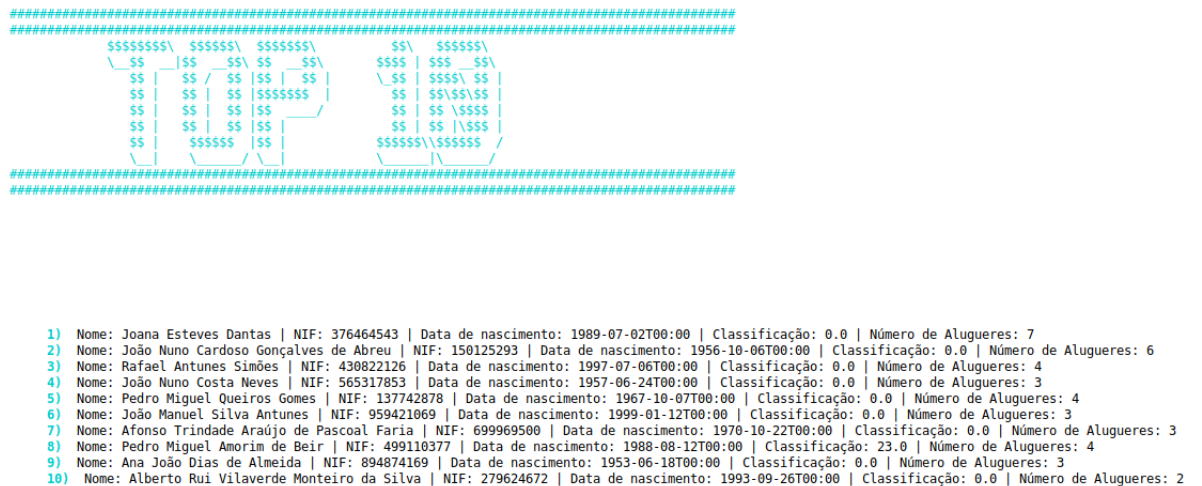 TOP 10
1) Nome: Joana Esteves Dantas | NIF: 376464543 | Data de nascimento: 1989-07-02T00:00 | Classificação: 0.0 | Número de Alugueres: 7
2) Nome: João Nuno Cardoso Gonçalves de Abreu | NIF: 150125293 | Data de nascimento: 1956-10-06T00:00 | Classificação: 0.0 | Número de Alugueres: 6
3) Nome: Rafael Antunes Simões | NIF: 430822126 | Data de nascimento: 1997-07-06T00:00 | Classificação: 0.0 | Número de Alugueres: 4
4) Nome: João Nuno Costa Neves | NIF: 565317853 | Data de nascimento: 1957-06-24T00:00 | Classificação: 0.0 | Número de Alugueres: 3
5) Nome: Pedro Miguel Queiros Gomes | NIF: 137742878 | Data de nascimento: 1967-10-07T00:00 | Classificação: 0.0 | Número de Alugueres: 4
6) Nome: João Manuel Silva Antunes | NIF: 959421069 | Data de nascimento: 1999-01-12T00:00 | Classificação: 0.0 | Número de Alugueres: 3
7) Nome: Afonso Trindade Araújo de Pascoal Faria | NIF: 699969500 | Data de nascimento: 1970-10-22T00:00 | Classificação: 0.0 | Número de Alugueres: 3
8) Nome: Pedro Miguel Amorim de Beir | NIF: 499110377 | Data de nascimento: 1988-08-12T00:00 | Classificação: 23.0 | Número de Alugueres: 4
9) Nome: Ana João Dias de Almeida | NIF: 894874169 | Data de nascimento: 1953-06-18T00:00 | Classificação: 0.0 | Número de Alugueres: 3
10) Nome: Alberto Rui Vilaverde Monteiro da Silva | NIF: 279624672 | Data de nascimento: 1993-09-26T00:00 | Classificação: 0.0 | Número de Alugueres: 2